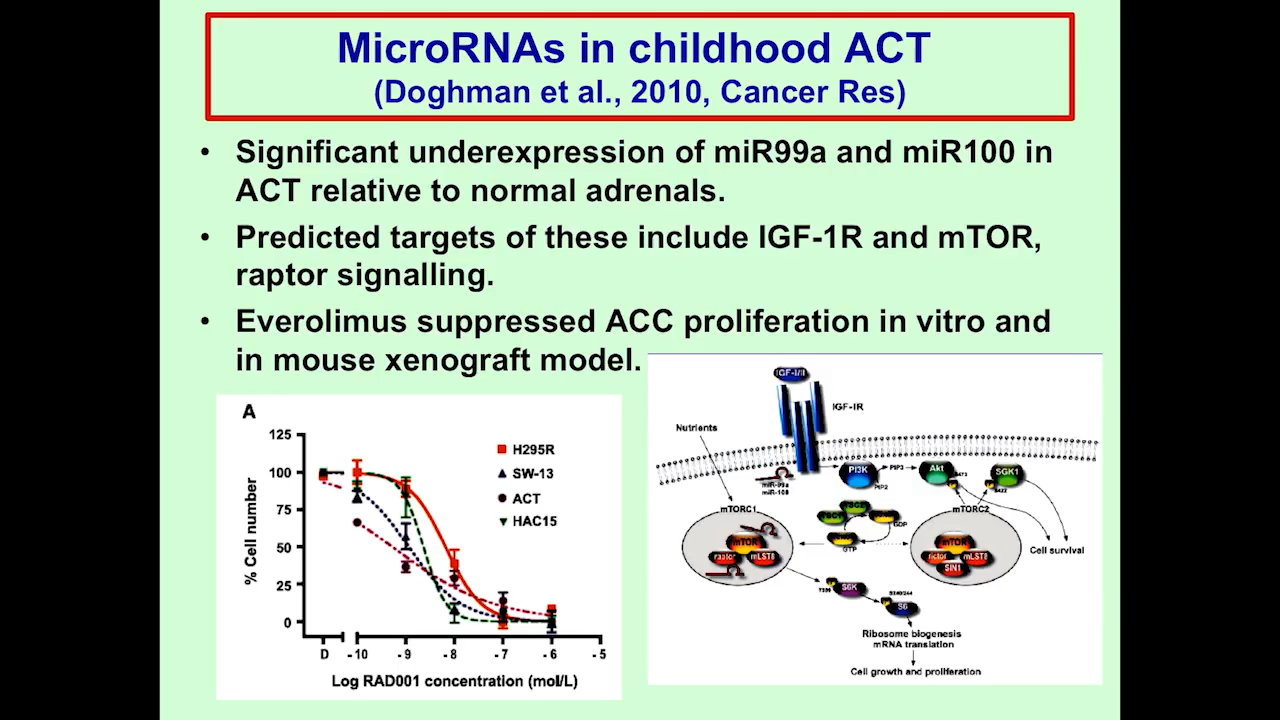 MicroRNAs in childhood ACT
(Doghman et al., 2010, Cancer Res)
• Significant underexpression of miR99a and miR100 in
ACT relative to normal adrenals.
• Predicted targets of these include IGF-1R and mTOR,
raptor signalling.
• Everolimus suppressed ACC proliferation in vitro and
in mouse xenograft model.
A
125
100
75
50
25
0
% Cell number
H295R
SW-13
ACT
HAC15
D -10 -9 -8 -7 -6 -5
Log RAD001 concentration (mol/L)
IGF-I/II
IGF-IR
Nutrients
miR-99a
miR-100
PI3K
PIP3
PIP2
Akt
S473
SGK1
S422
mTORC1
mTOR
raptor
mLST8
GDP
GTP
mTORC2
mTOR
rictor
mLST8
SIN1
Cell survival
S6K
S6
Ribosome biogenesis
mRNA translation
Cell growth and proliferation